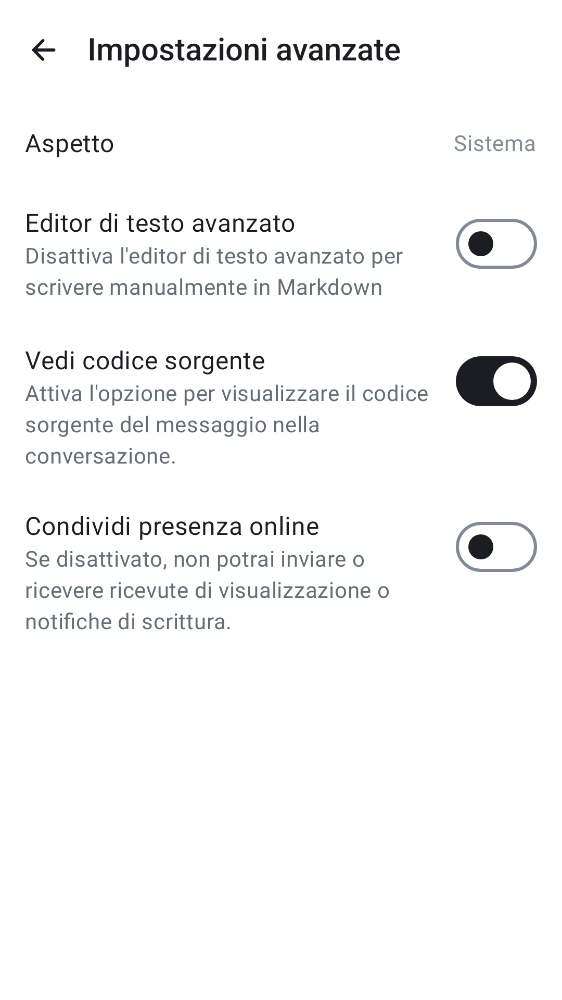 Impostazioni avanzate
Aspetto
Sistema
Editor di testo avanzato
Disattiva l'editor di testo avanzato per
scrivere manualmente in Markdown
Vedi codice sorgente
Attiva l'opzione per visualizzare il codice
sorgente del messaggio nella
conversazione.
Condividi presenza online
Se disattivato, non potrai inviare o
ricevere ricevute di visualizzazione o
notifiche di scrittura.